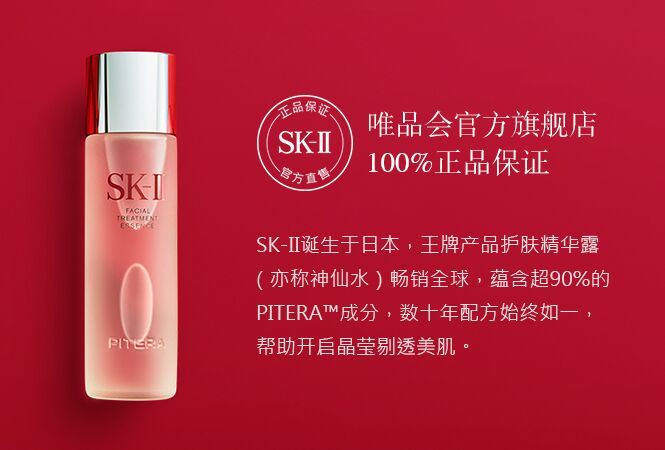 SK-II
FACIAL
TREATMENT
ESSENCE
PITERA
正品保证
SK-II
官方直售
唯品会官方旗舰店
100%正品保证
SK-II诞生于日本，王牌产品护肤精华露
（亦称神仙水）畅销全球，蕴含超90%的
PITERA™成分，数十年配方始终如一，
帮助开启晶莹剔透美肌。